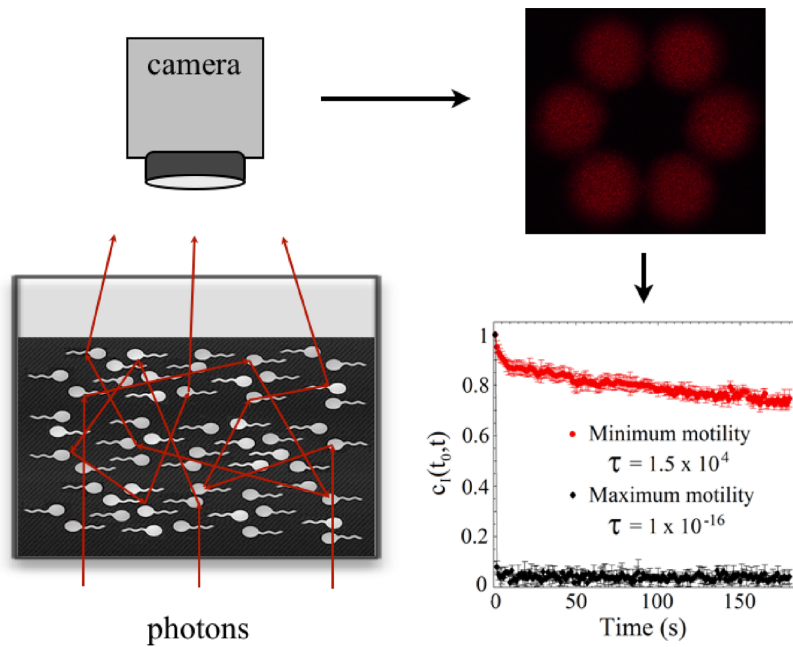 camera
photons
1
0.8
0.6
0.4
0.2
0
c_I(t_0,t)
Minimum motility
τ = 1.5 x 10^4
Maximum motility
τ = 1 x 10^-16
0 50 100 150
Time (s)